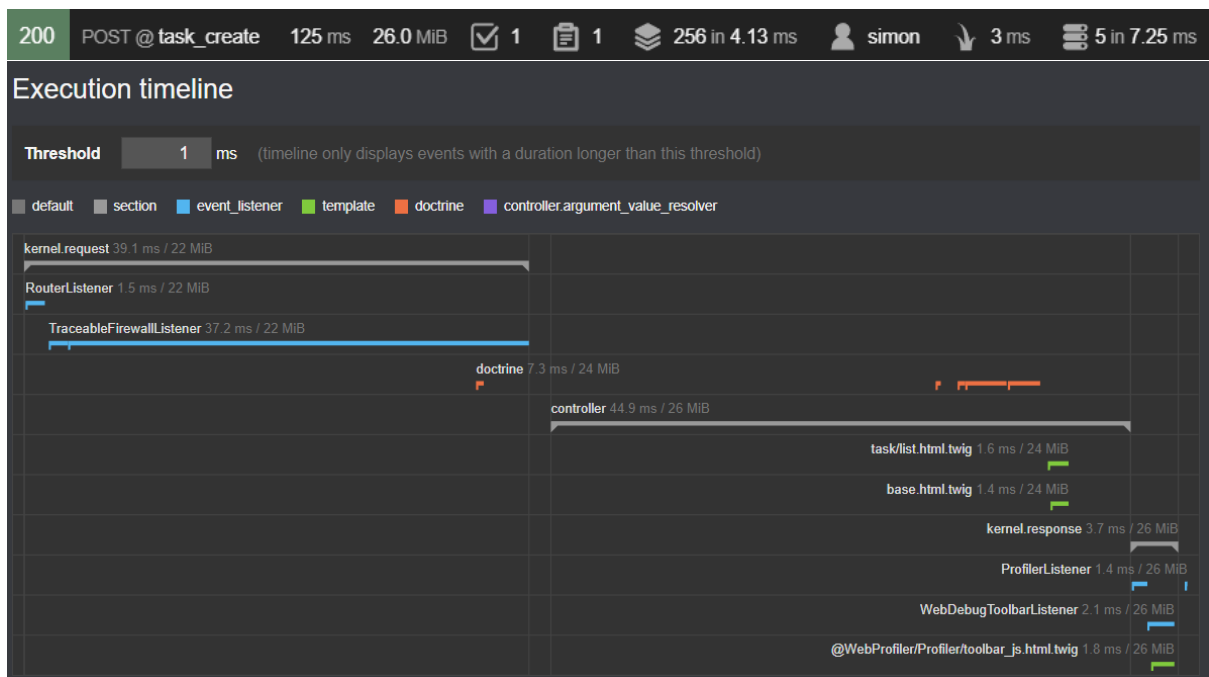 200 POST @ task_create 125 ms 26.0 MiB 1 1 256 in 4.13 ms simon 3 ms 5 in 7.25 ms
Execution timeline
Threshold 1 ms (timeline only displays events with a duration longer than this threshold)
default section event_listener template doctrine controller.argument_value_resolver
kernel.request 39.1 ms / 22 MiB
RouterListener 1.5 ms / 22 MiB
TraceableFirewallListener 37.2 ms / 22 MiB
doctrine 7.3 ms / 24 MiB
controller 44.9 ms / 26 MiB
task/list.html.twig 1.6 ms / 24 MiB
base.html.twig 1.4 ms / 24 MiB
kernel.response 3.7 ms / 26 MiB
ProfilerListener 1.4 ms / 26 MiB
WebDebugToolbarListener 2.1 ms / 26 MiB
@WebProfiler/Profiler/toolbar_js.html.twig 1.8 ms / 26 MiB